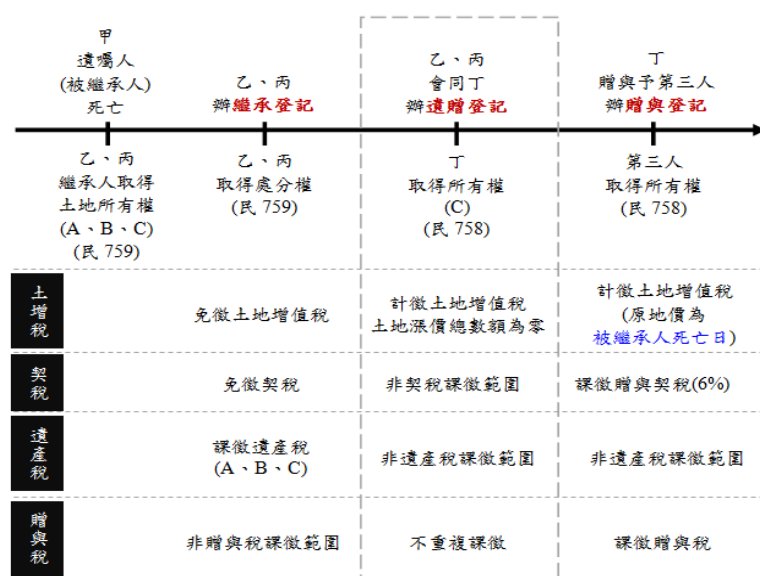 甲
遺囑人
(被繼承人)
死亡
乙、丙
辦繼承登記
乙、丙
會同丁
辦遺贈登記
丁
贈與予第三人
辦贈與登記
乙、丙
繼承人取得
土地所有權
(A、B、C)
(民 759)
乙、丙
取得處分權
(民 759)
丁
取得所有權
(C)
(民 758)
第三人
取得所有權
(民 758)
土增稅
免徵土地增值稅
計徵土地增值稅
土地漲價總數額為零
計徵土地增值稅
(原地價為
被繼承人死亡日)
契稅
免徵契稅
非契稅課徵範圍
課徵贈與契稅(6%)
遺產稅
課徵遺產稅
(A、B、C)
非遺產稅課徵範圍
非遺產稅課徵範圍
贈與稅
非贈與稅課徵範圍
不重複課徵
課徵贈與稅